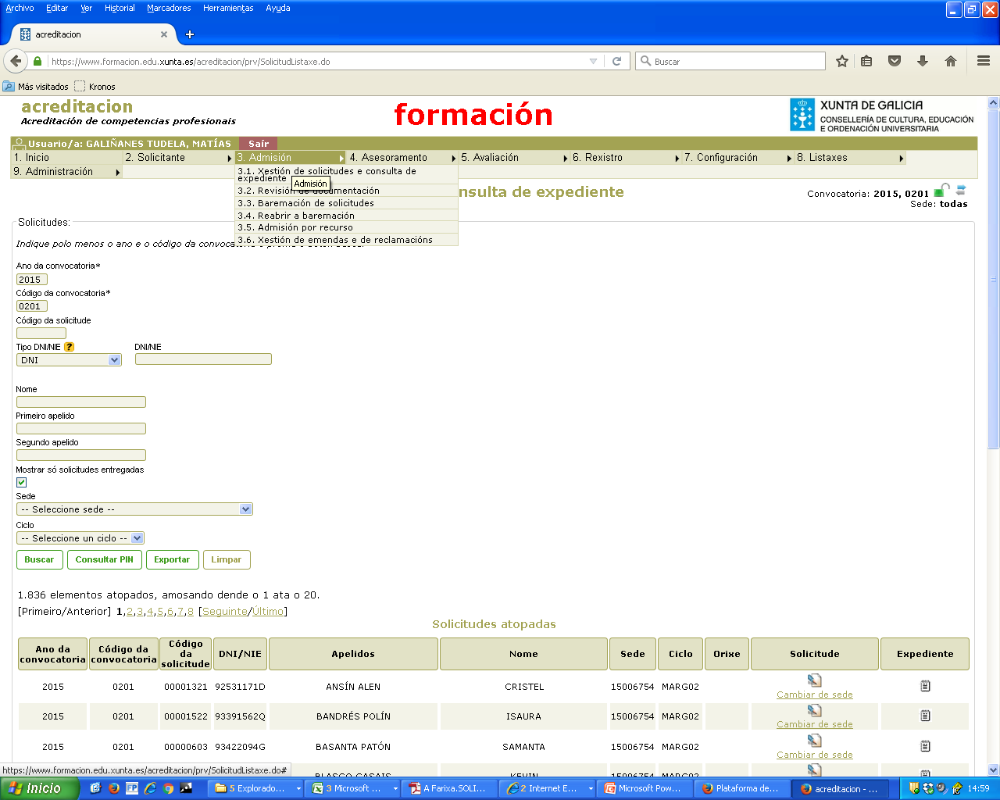 Archivo Editar Ver Historial Marcadores Herramientas Ayuda
acreditacion
https://www.formacion.edu.xunta.es/acreditacion/prv/SolicitudListaxe.do
Buscar
Más visitados Kronos
acreditacion
Acreditación de competencias profesionais
formación
XUNTA DE GALICIA
CONSELLERÍA DE CULTURA, EDUCACIÓN
E ORDENACIÓN UNIVERSITARIA
Usuario/a: GALIÑANES TUDELA, MATÍAS Saír
1. Inicio 2. Solicitante 3. Admisión 4. Asesoramento 5. Avaliación 6. Rexistro 7. Configuración 8. Listaxes
9. Administración
3.1. Xestión de solicitudes e consulta de
expediente
Admisión
3.2. Revisión de documentación
3.3. Baremación de solicitudes
3.4. Reabrir a baremación
3.5. Admisión por recurso
3.6. Xestión de emendas e de reclamacións
nsulta de expediente
Convocatoria: 2015, 0201
Sede: todas
Solicitudes:
Indique polo menos o ano e o código da convocatoria
Ano da convocatoria*
2015
Código da convocatoria*
0201
Código da solicitude
Tipo DNI/NIE ? DNI/NIE
DNI
Nome
Primeiro apelido
Segundo apelido
Mostrar só solicitudes entregadas
Sede
-- Seleccione sede --
Ciclo
-- Seleccione un ciclo --
Buscar Consultar PIN Exportar Limpar
1.836 elementos atopados, amosando dende o 1 ata o 20.
[Primeiro/Anterior] 1,2,3,4,5,6,7,8 [Seguinte/Último]
Solicitudes atopadas
Ano da convocatoria Código da convocatoria Código da solicitude DNI/NIE Apelidos Nome Sede Ciclo Orixe Solicitude Expediente
2015 0201 00001321 92531171D ANSÍN ALEN CRISTEL 15006754 MARG02 Cambiar de sede
2015 0201 00001522 93391562Q BANDRÉS POLÍN ISAURA 15006754 MARG02 Cambiar de sede
2015 0201 00000603 93422094G BASANTA PATÓN SAMANTA 15006754 MARG02 Cambiar de sede
BLASCO CASAIS KEVIN
https://www.formacion.edu.xunta.es/acreditacion/prv/SolicitudListaxe.do#
Inicio 5 Explorado... 3 Microsoft ... A Farixa.SOLI... 2 Internet E... Microsoft Pow... Plataforma de... acreditacion - ... 14:59